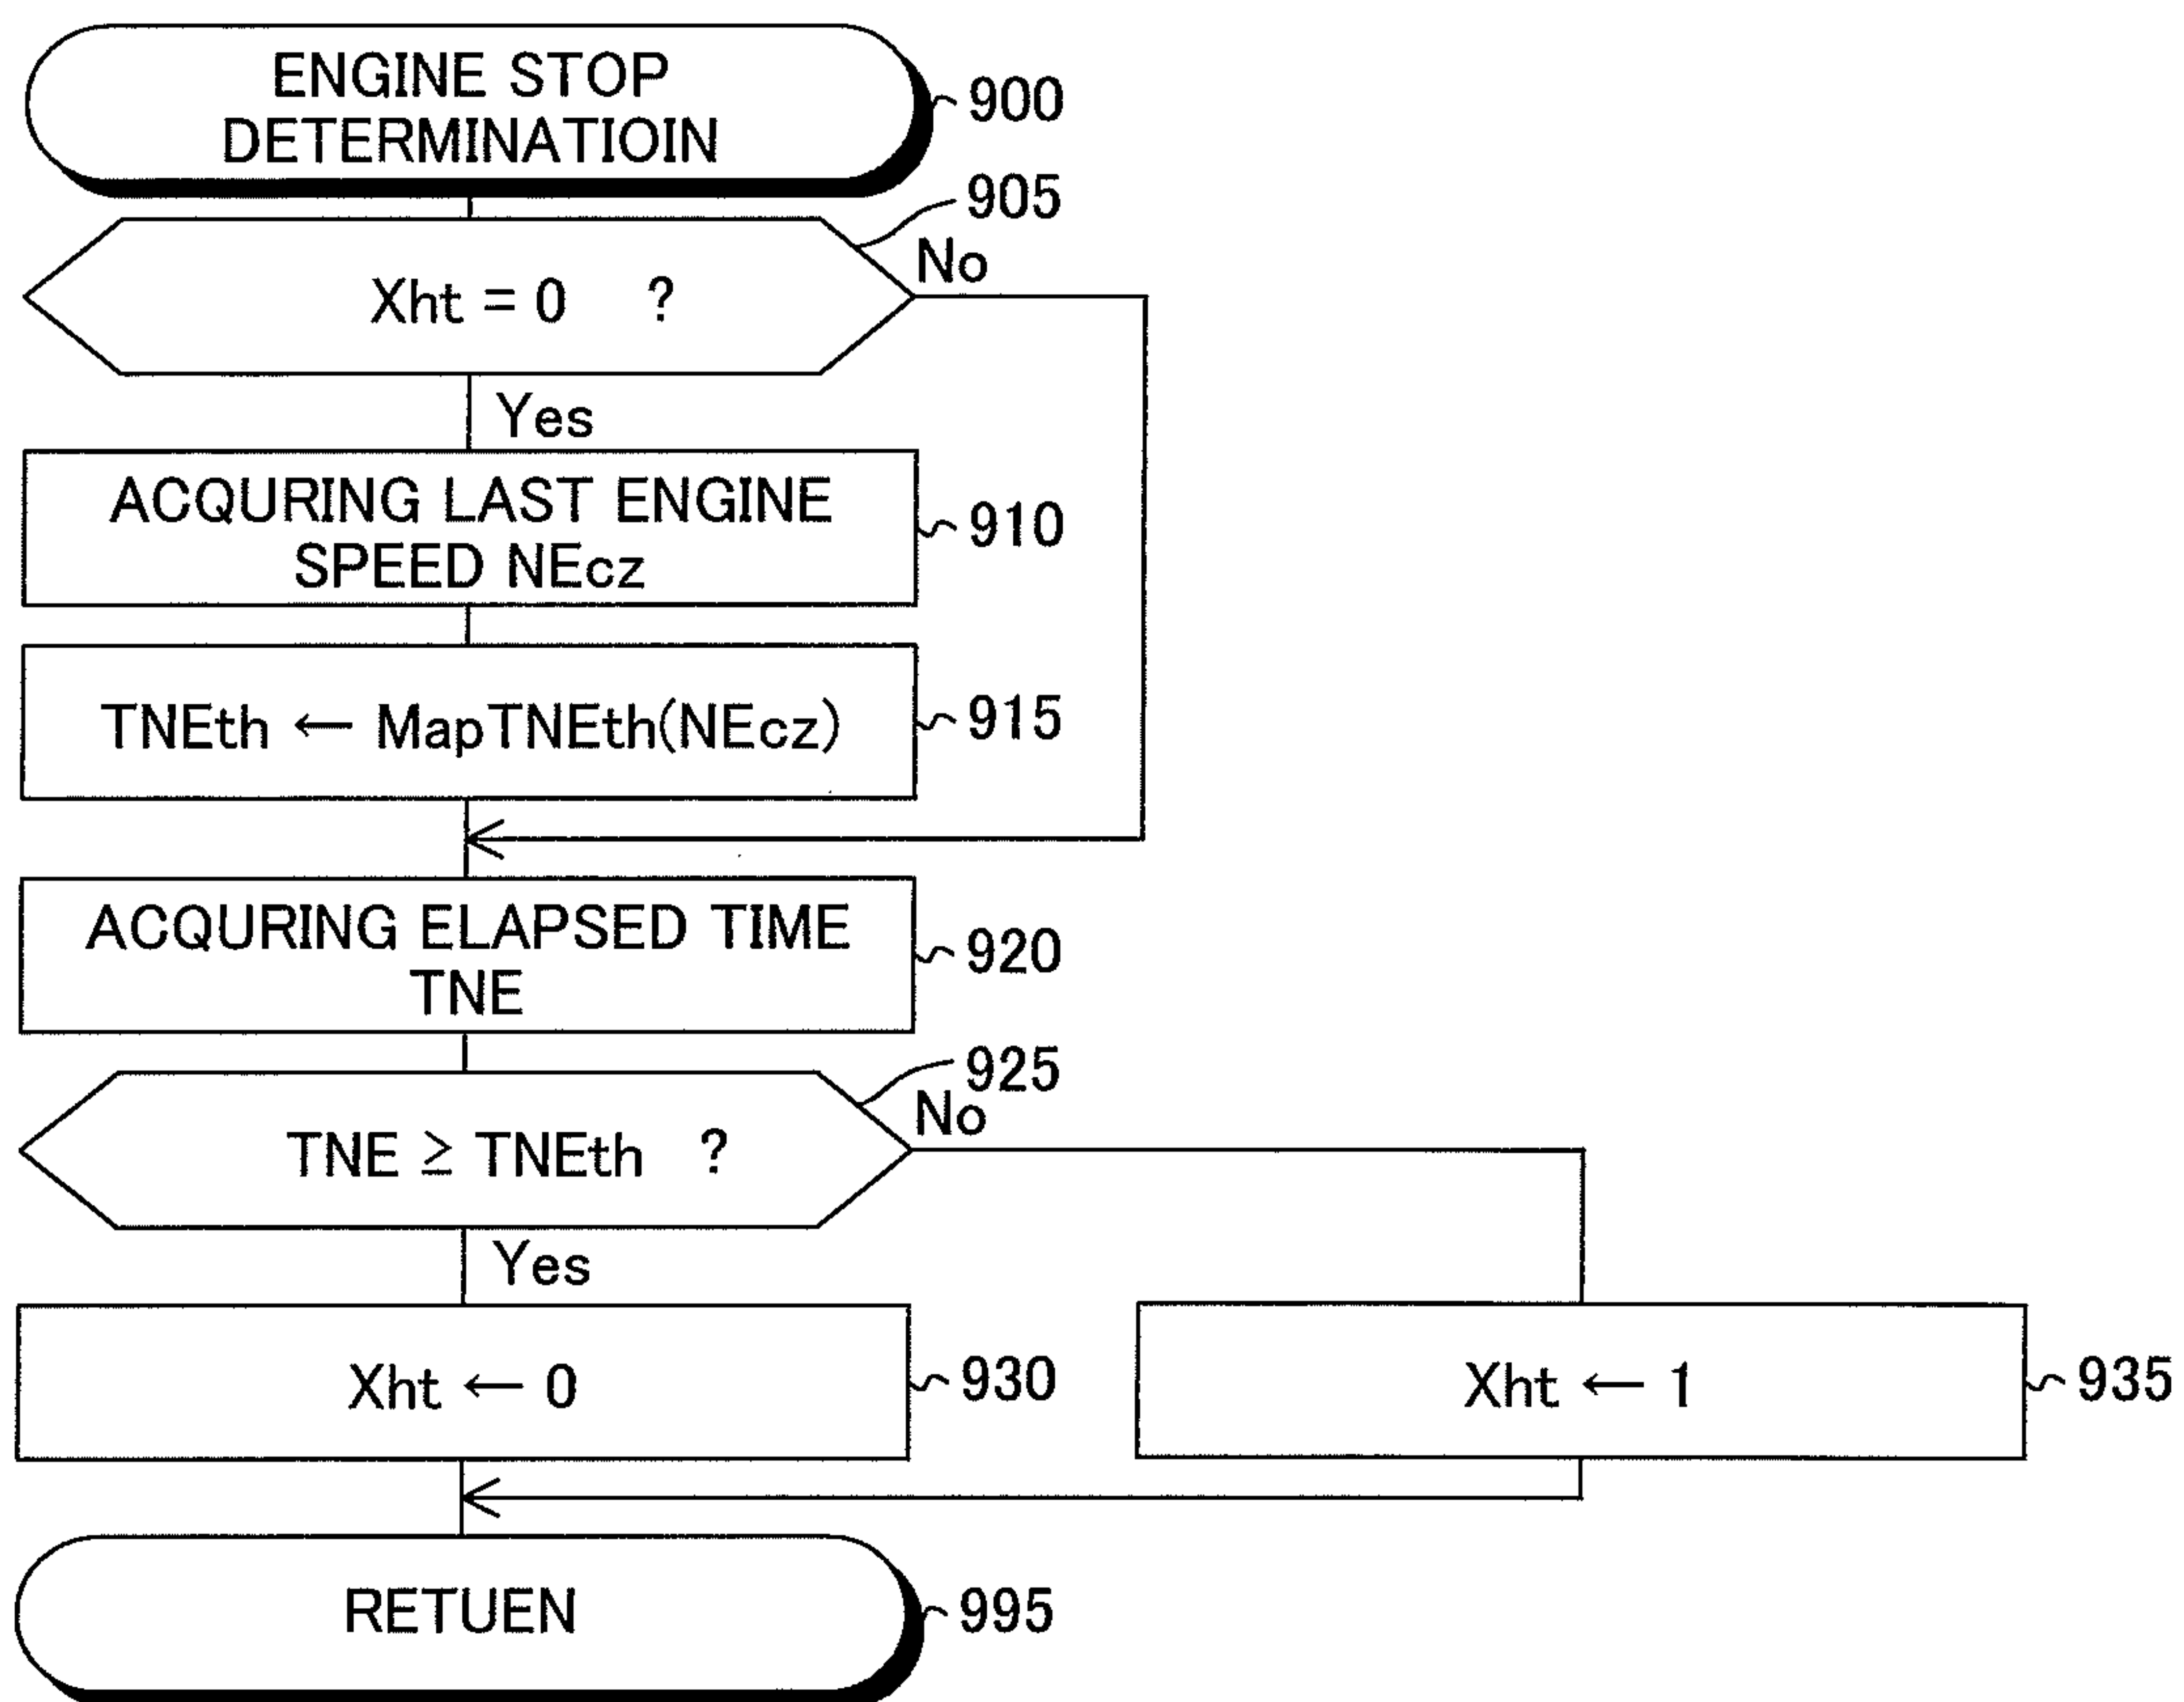 ENGINE STOP
DETERMINATIOIN
900
905
Xht = 0 ?
No
Yes
ACQURING LAST ENGINE
SPEED NEcz
910
TNEth ← MapTNEth(NEcz)
915
ACQURING ELAPSED TIME
TNE
920
925
TNE ≥ TNEth ?
No
Yes
Xht ← 0
930
Xht ← 1
935
RETUEN
995